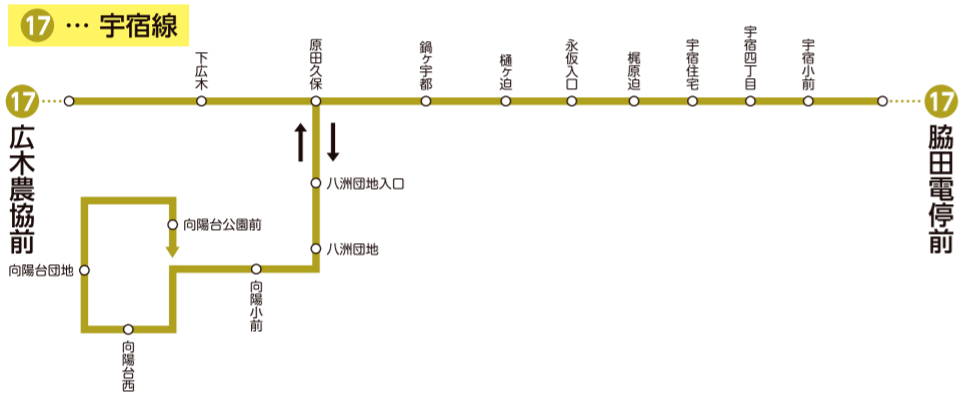 17 … 宇宿線
17
広木農協前
下広木
原田久保
鍋ヶ宇都
樋ヶ迫
永仮入口
梶原迫
宇宿住宅
宇宿四丁目
宇宿小前
17
脇田電停前
八洲団地入口
八洲団地
向陽小前
向陽台西
向陽台団地
向陽台公園前